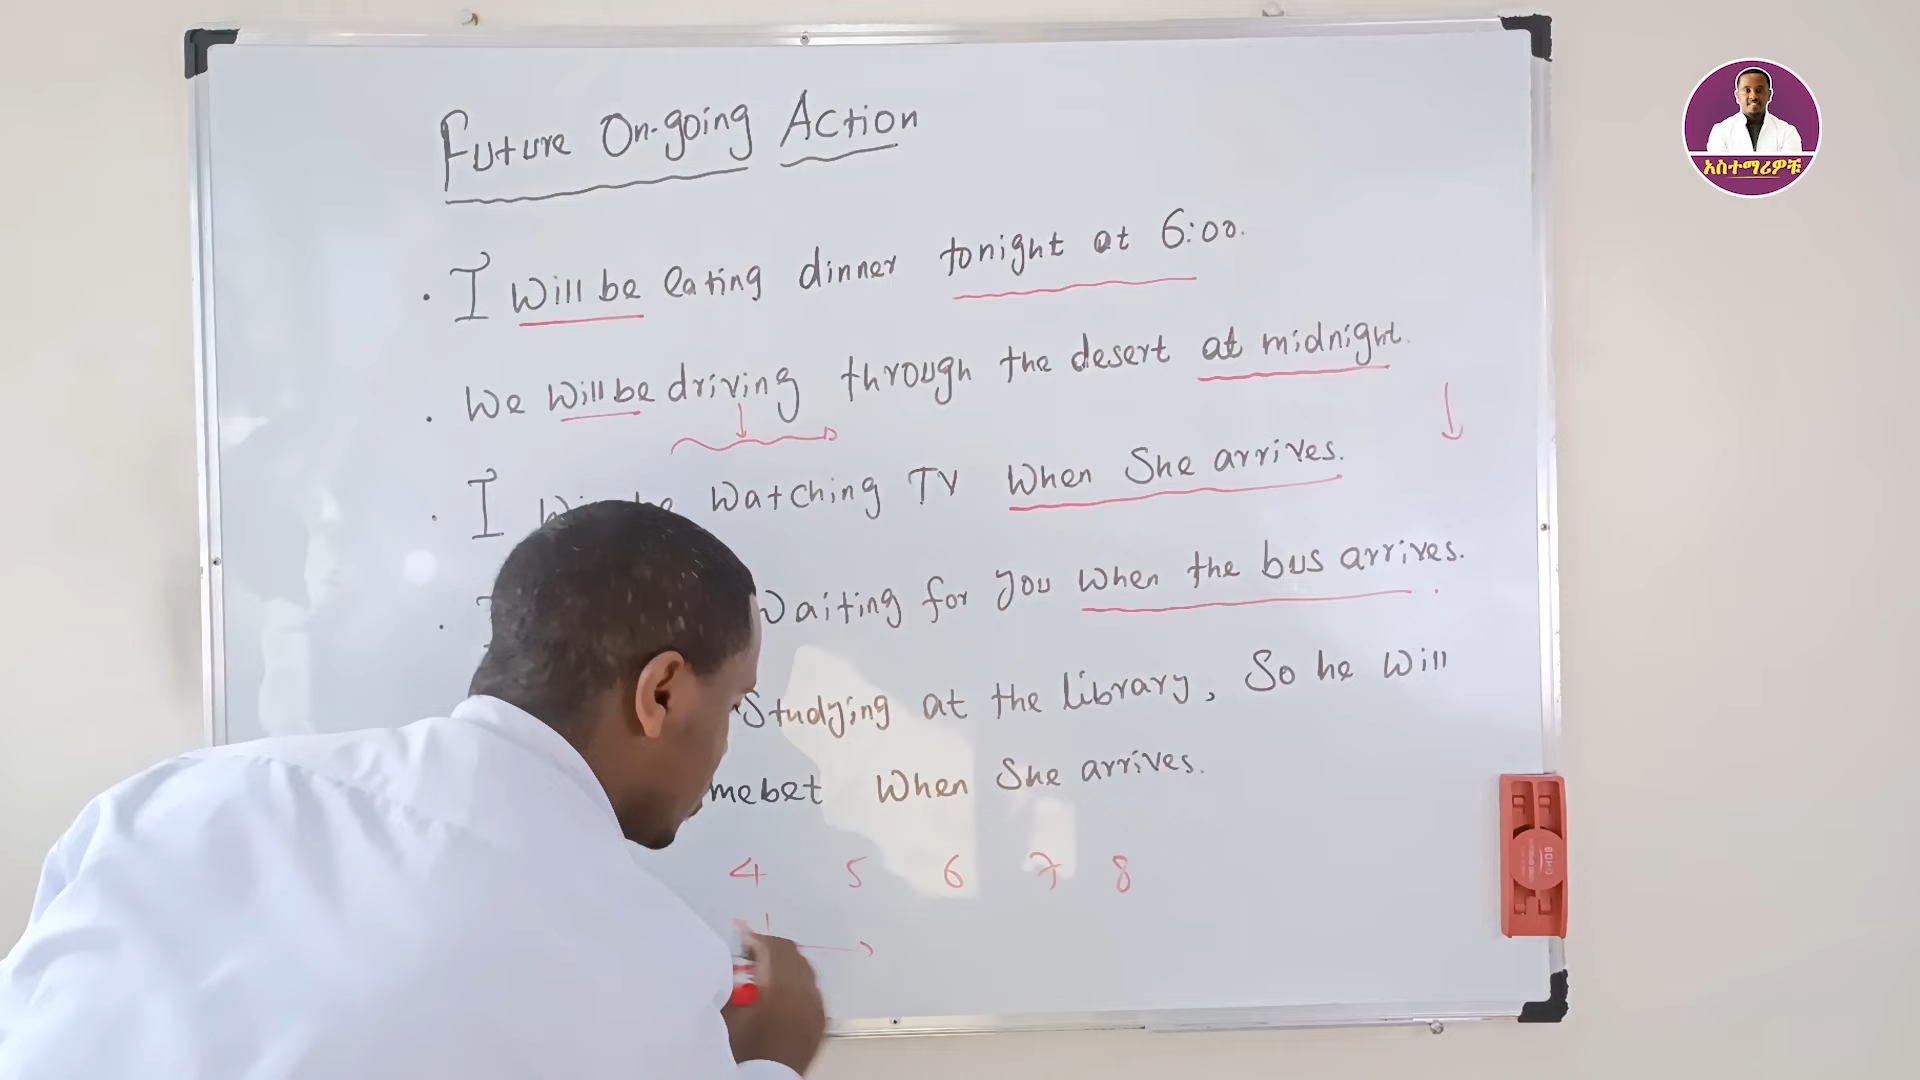 Future On-going Action
. I Will be eating dinner tonight at 6:00.
. We Will be driving through the desert at midnight.
. I be Watching TV When She arrives.
. Waiting for you When the bus arrives.
Studying at the library, So he Will
When She arrives.
4 5 6 7 8
አስተማሪዎቹ